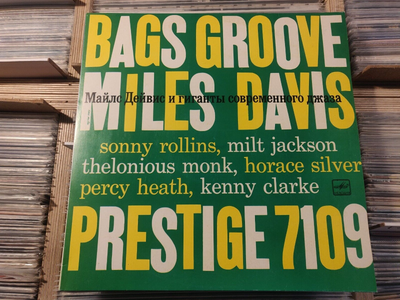 BAGS GROOVE
Майлс Дейвис и гиганты современного джаза
MILES DAVIS
sonny rollins, milt jackson
thelonious monk, horace silver
percy heath, kenny clarke
PRESTIGE 7109